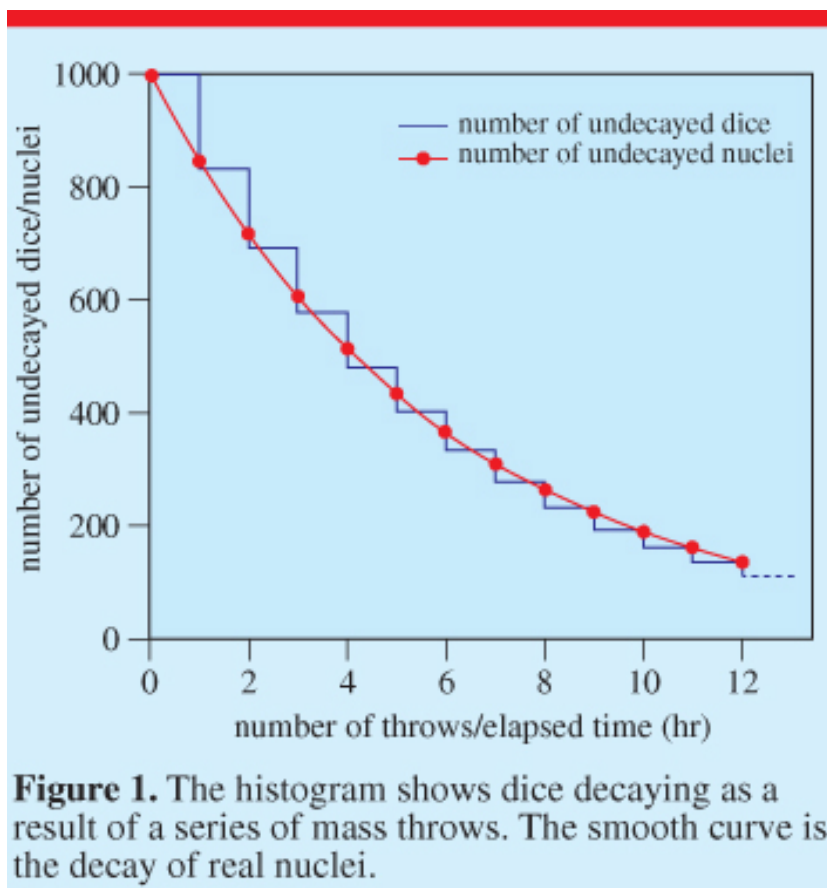 1000
800
600
400
200
0
number of undecayed dice/nuclei
number of undecayed dice
number of undecayed nuclei
0 2 4 6 8 10 12
number of throws/elapsed time (hr)
Figure 1. The histogram shows dice decaying as a
result of a series of mass throws. The smooth curve is
the decay of real nuclei.